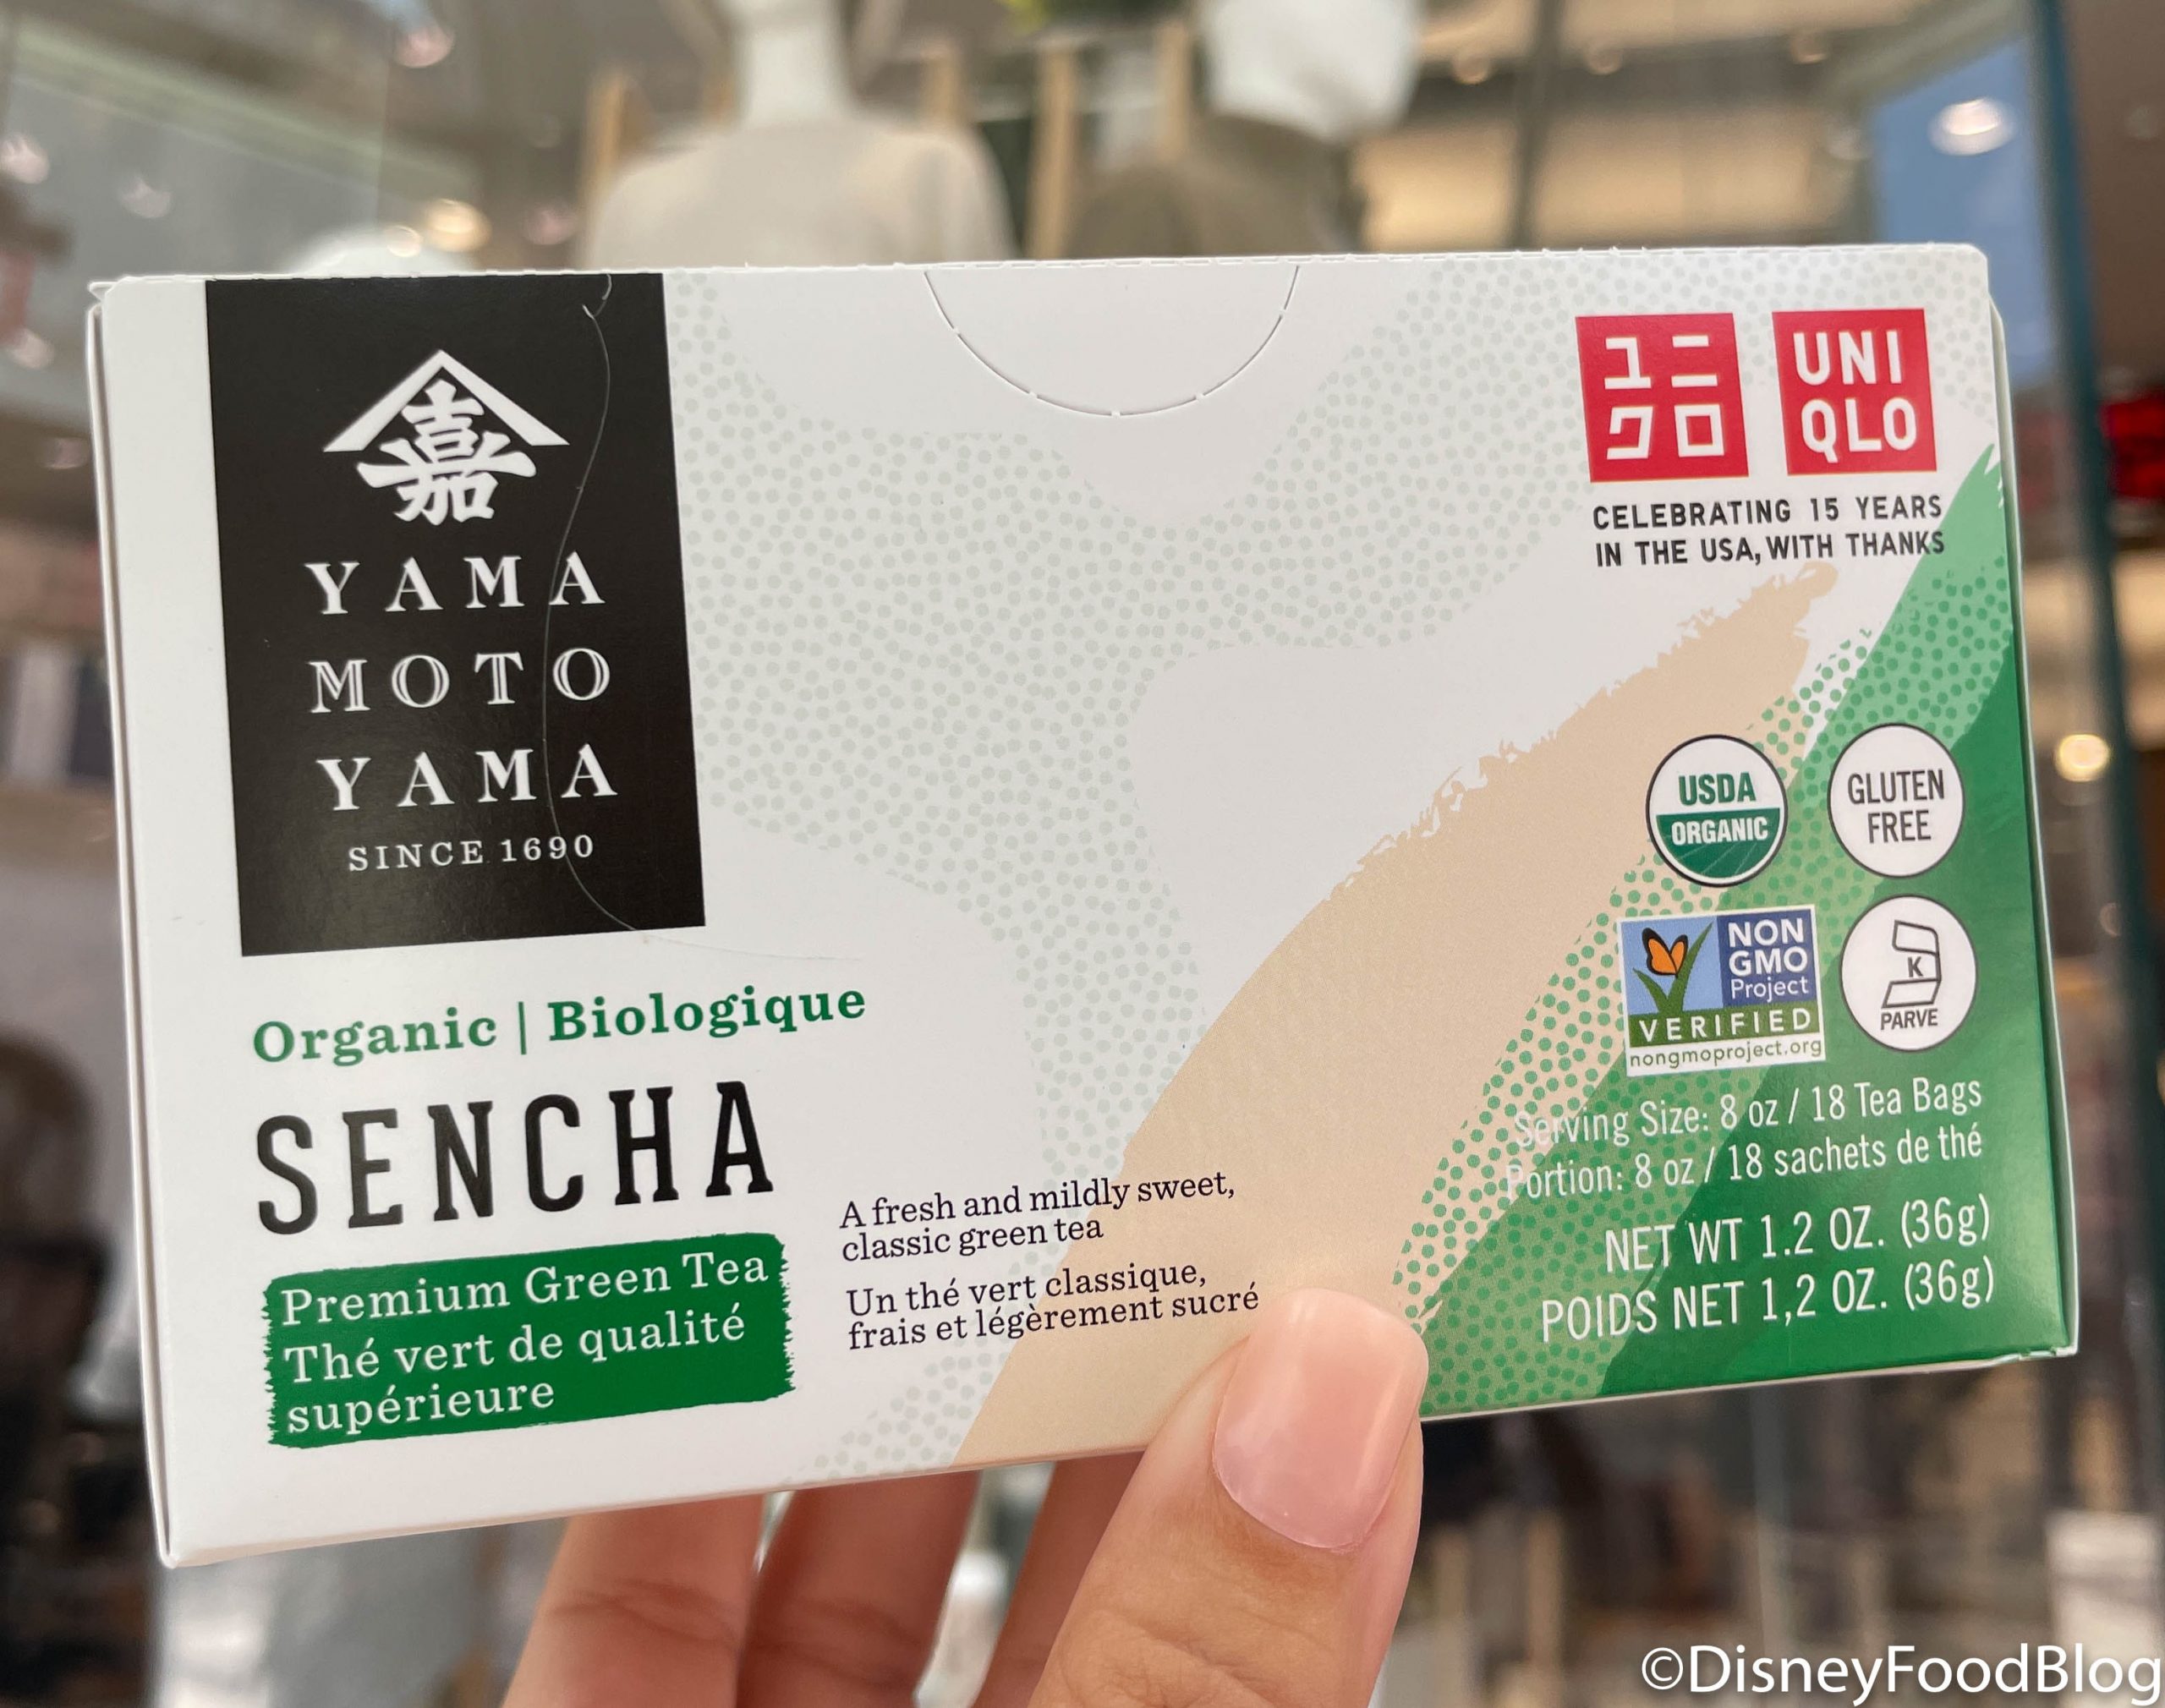 嘉
YAMA
MOTO
YAMA
SINCE 1690
Organic | Biologique
SENCHA
Premium Green Tea
Thé vert de qualité
supérieure
A fresh and mildly sweet,
classic green tea
Un thé vert classique,
frais et légèrement sucré
ユニ
クロ
UNI
QLO
CELEBRATING 15 YEARS
IN THE USA, WITH THANKS
USDA
ORGANIC
GLUTEN
FREE
NON
GMO
Project
VERIFIED
nongmoproject.org
K
PARVE
Serving Size: 8 oz / 18 Tea Bags
Portion: 8 oz / 18 sachets de thé
NET WT 1.2 OZ. (36g)
POIDS NET 1,2 OZ. (36g)
©DisneyFoodBlog